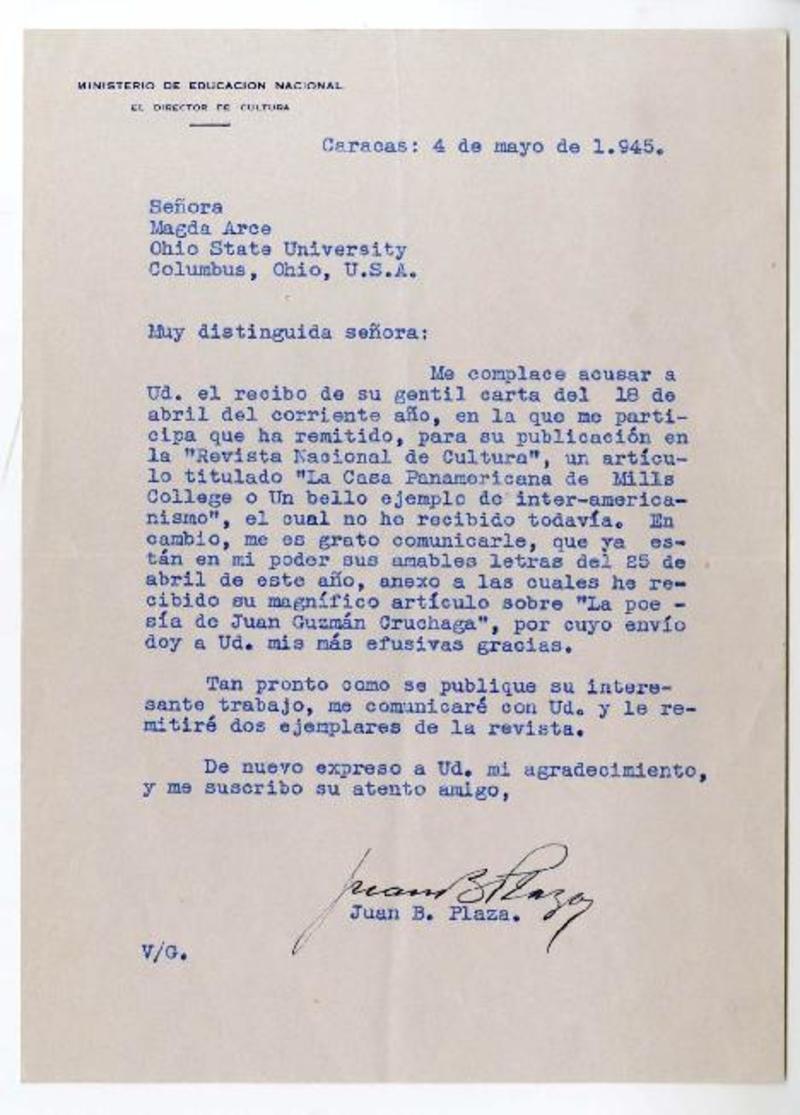 MINISTERIO DE EDUCACION NACIONAL
EL DIRECTOR DE CULTURA
Caracas: 4 de mayo de 1.945.
Señora
Magda Arce
Ohio State University
Columbus, Ohio, U.S.A.
Muy distinguida señora:
Me complace acusar a
Ud. el recibo de su gentil carta del 18 de
abril del corriente año, en la que me parti-
cipa que ha remitido, para su publicación en
la "Revista Nacional de Cultura", un artícu-
lo titulado "La Casa Panamericana de Mills
College o Un bello ejemplo de inter-america-
nismo", el cual no he recibido todavía. En
cambio, me es grato comunicarle, que ya es-
tán en mi poder sus amables letras del 25 de
abril de este año, anexo a las cuales he re-
cibido su magnífico artículo sobre "La poe -
sía de Juan Guzmán Cruchaga", por cuyo envío
doy a Ud. mis más efusivas gracias.
Tan pronto como se publique su intere-
sante trabajo, me comunicaré con Ud. y le re-
mitiré dos ejemplares de la revista.
De nuevo expreso a Ud. mi agradecimiento,
y me suscribo su atento amigo,
Juan B. Plaza
Juan B. Plaza.
V/G.